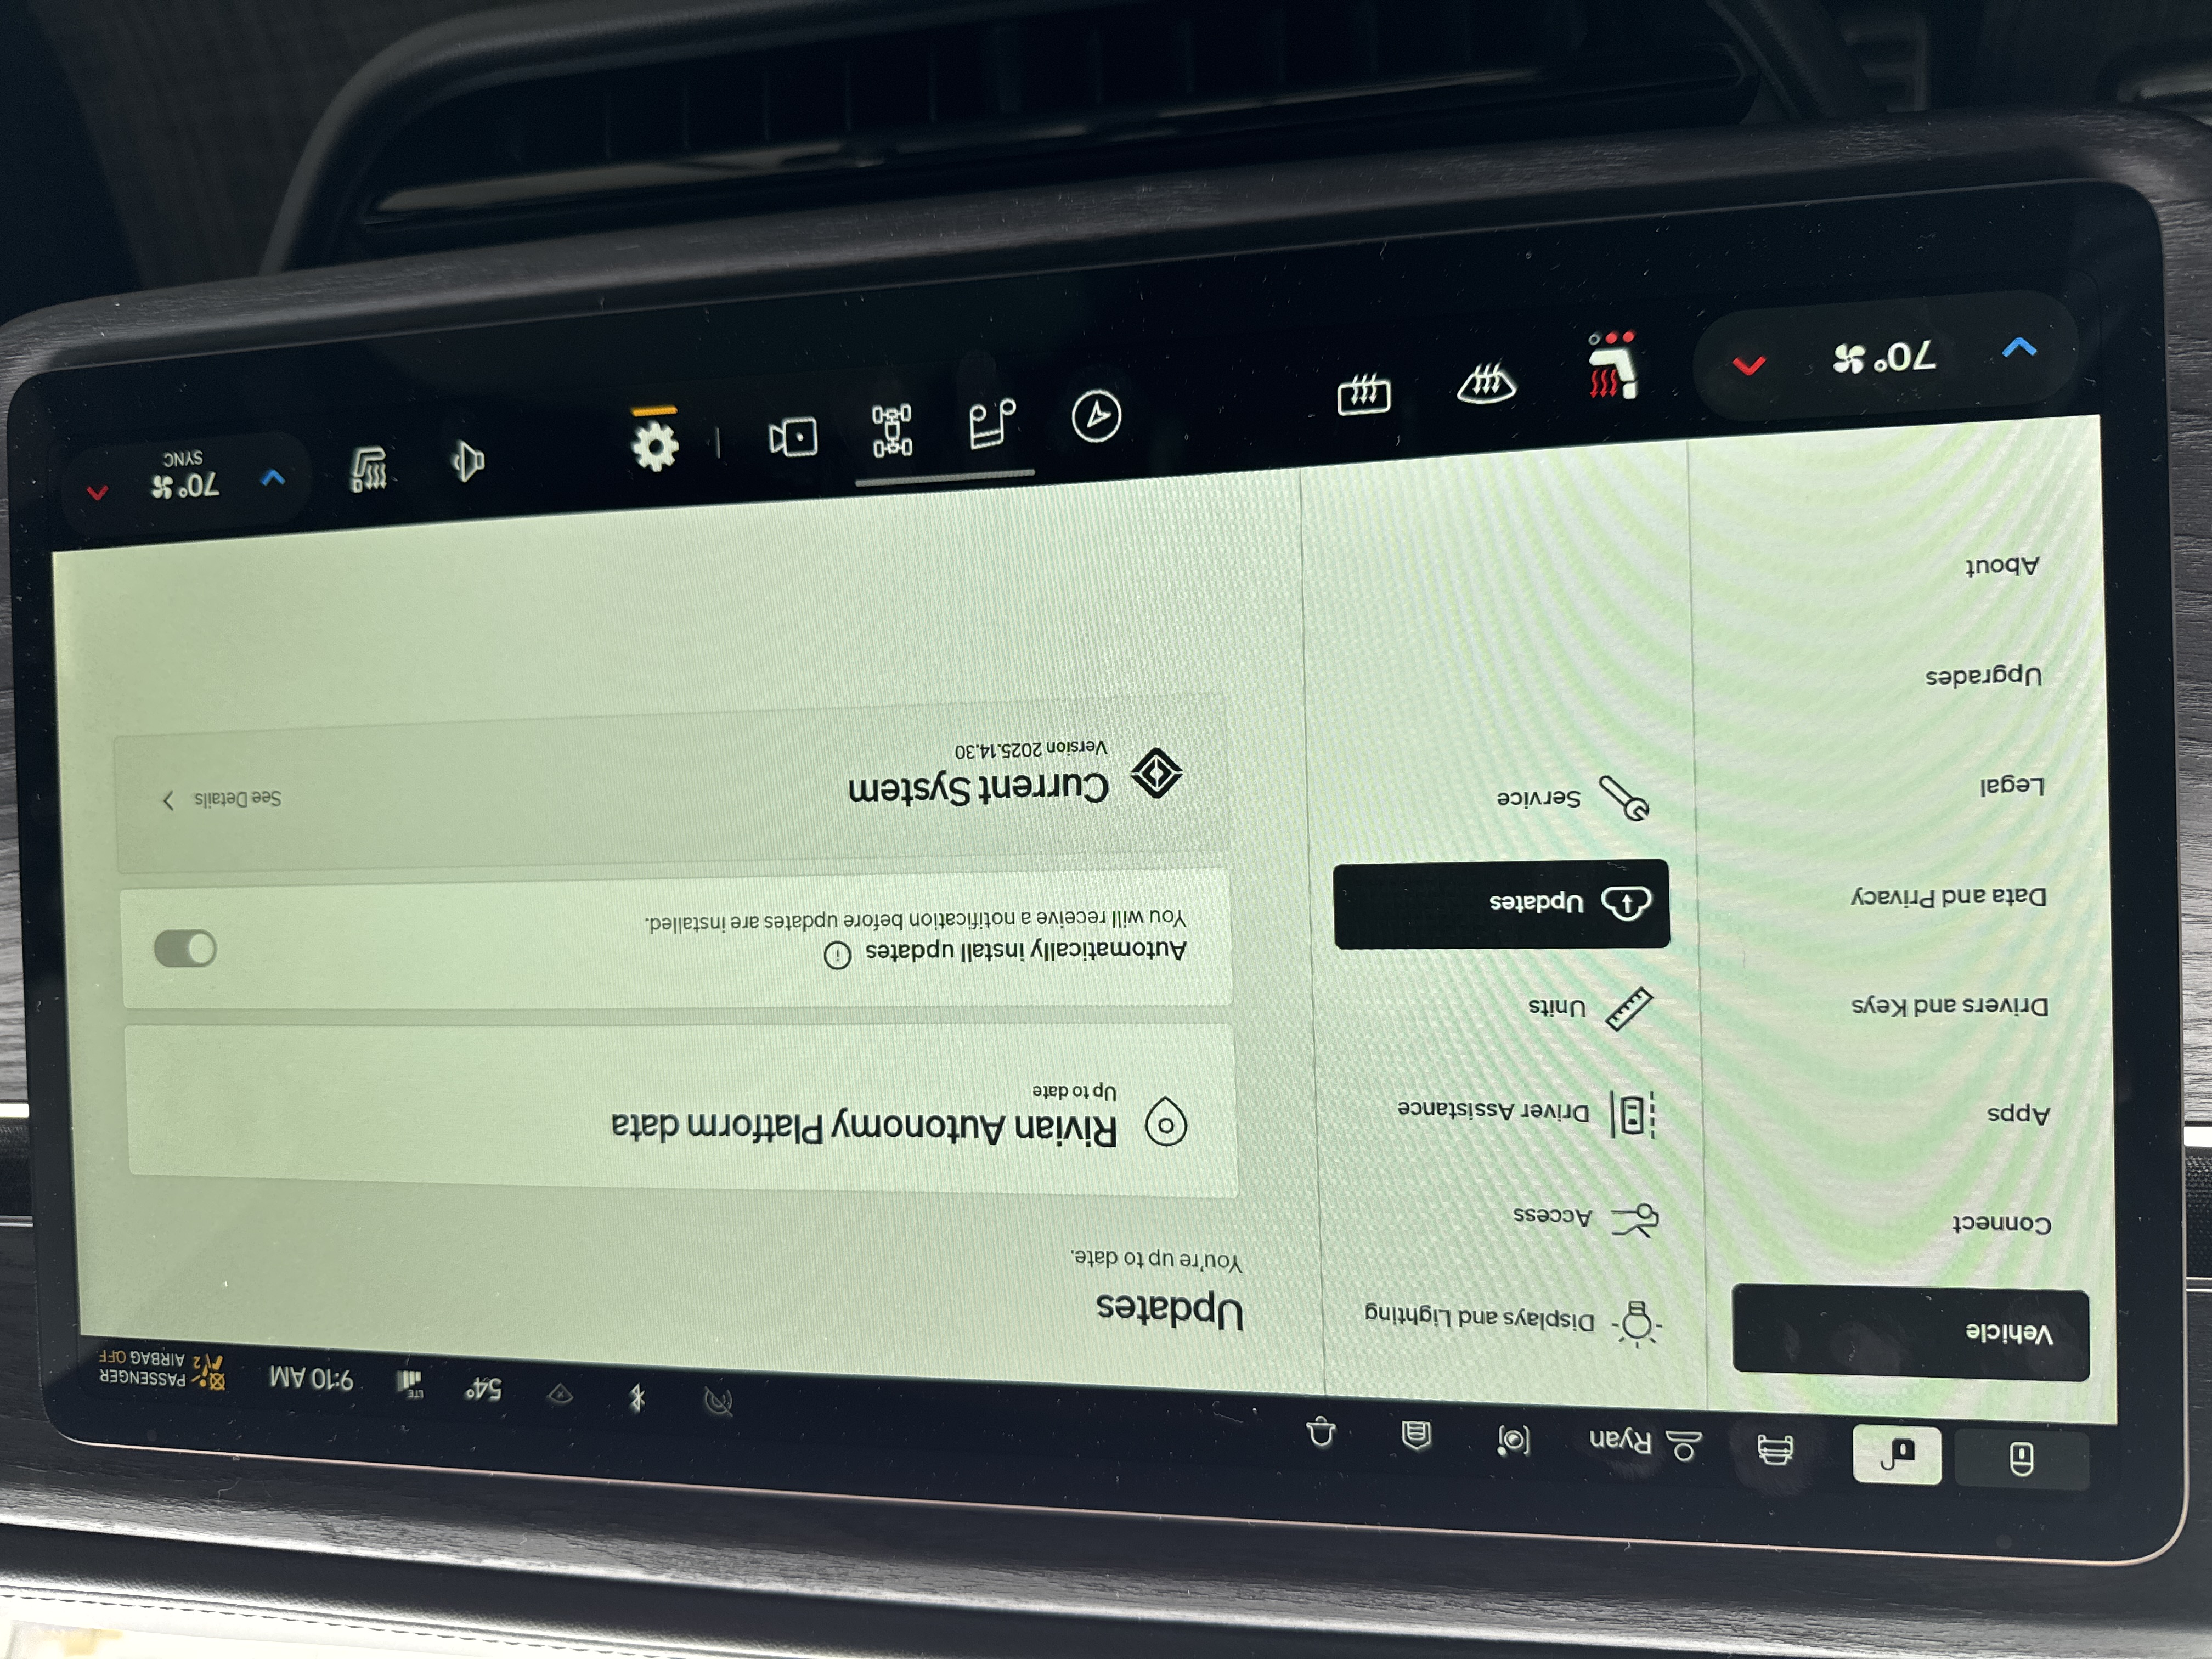 Ryan
54°
LTE
9:10 AM
2
PASSENGER
AIRBAG OFF
Vehicle
Connect
Apps
Drivers and Keys
Data and Privacy
Legal
Upgrades
About
Displays and Lighting
Access
Driver Assistance
Units
Updates
Service
Updates
You're up to date.
Rivian Autonomy Platform data
Up to date
Automatically install updates
You will receive a notification before updates are installed.
Current System
Version 2025.14.30
See Details
70°
70°
SYNC